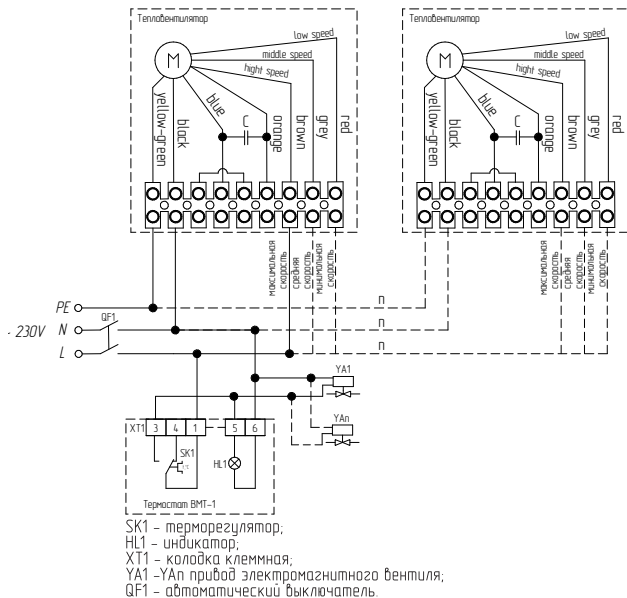 Тепловентилятор
Тепловентилятор
low speed
middle speed
hight speed
M
yellow-green
black
blue
C
orange
brown
grey
red
low speed
middle speed
hight speed
M
yellow-green
black
blue
C
orange
brown
grey
red
максимальная скорость
средняя скорость
минимальная скорость
максимальная скорость
средняя скорость
минимальная скорость
PE
QF1
~ 230V
N
L
n
n
n
YA1
YAn
XT1
3
4
1
5
6
SK1
t,°C
HL1
Термостат ВМТ-1
SK1 – терморегулятор;
HL1 – индикатор;
XT1 – колодка клеммная;
YA1 -YAn привод электромагнитного вентиля;
QF1 – автоматический выключатель.